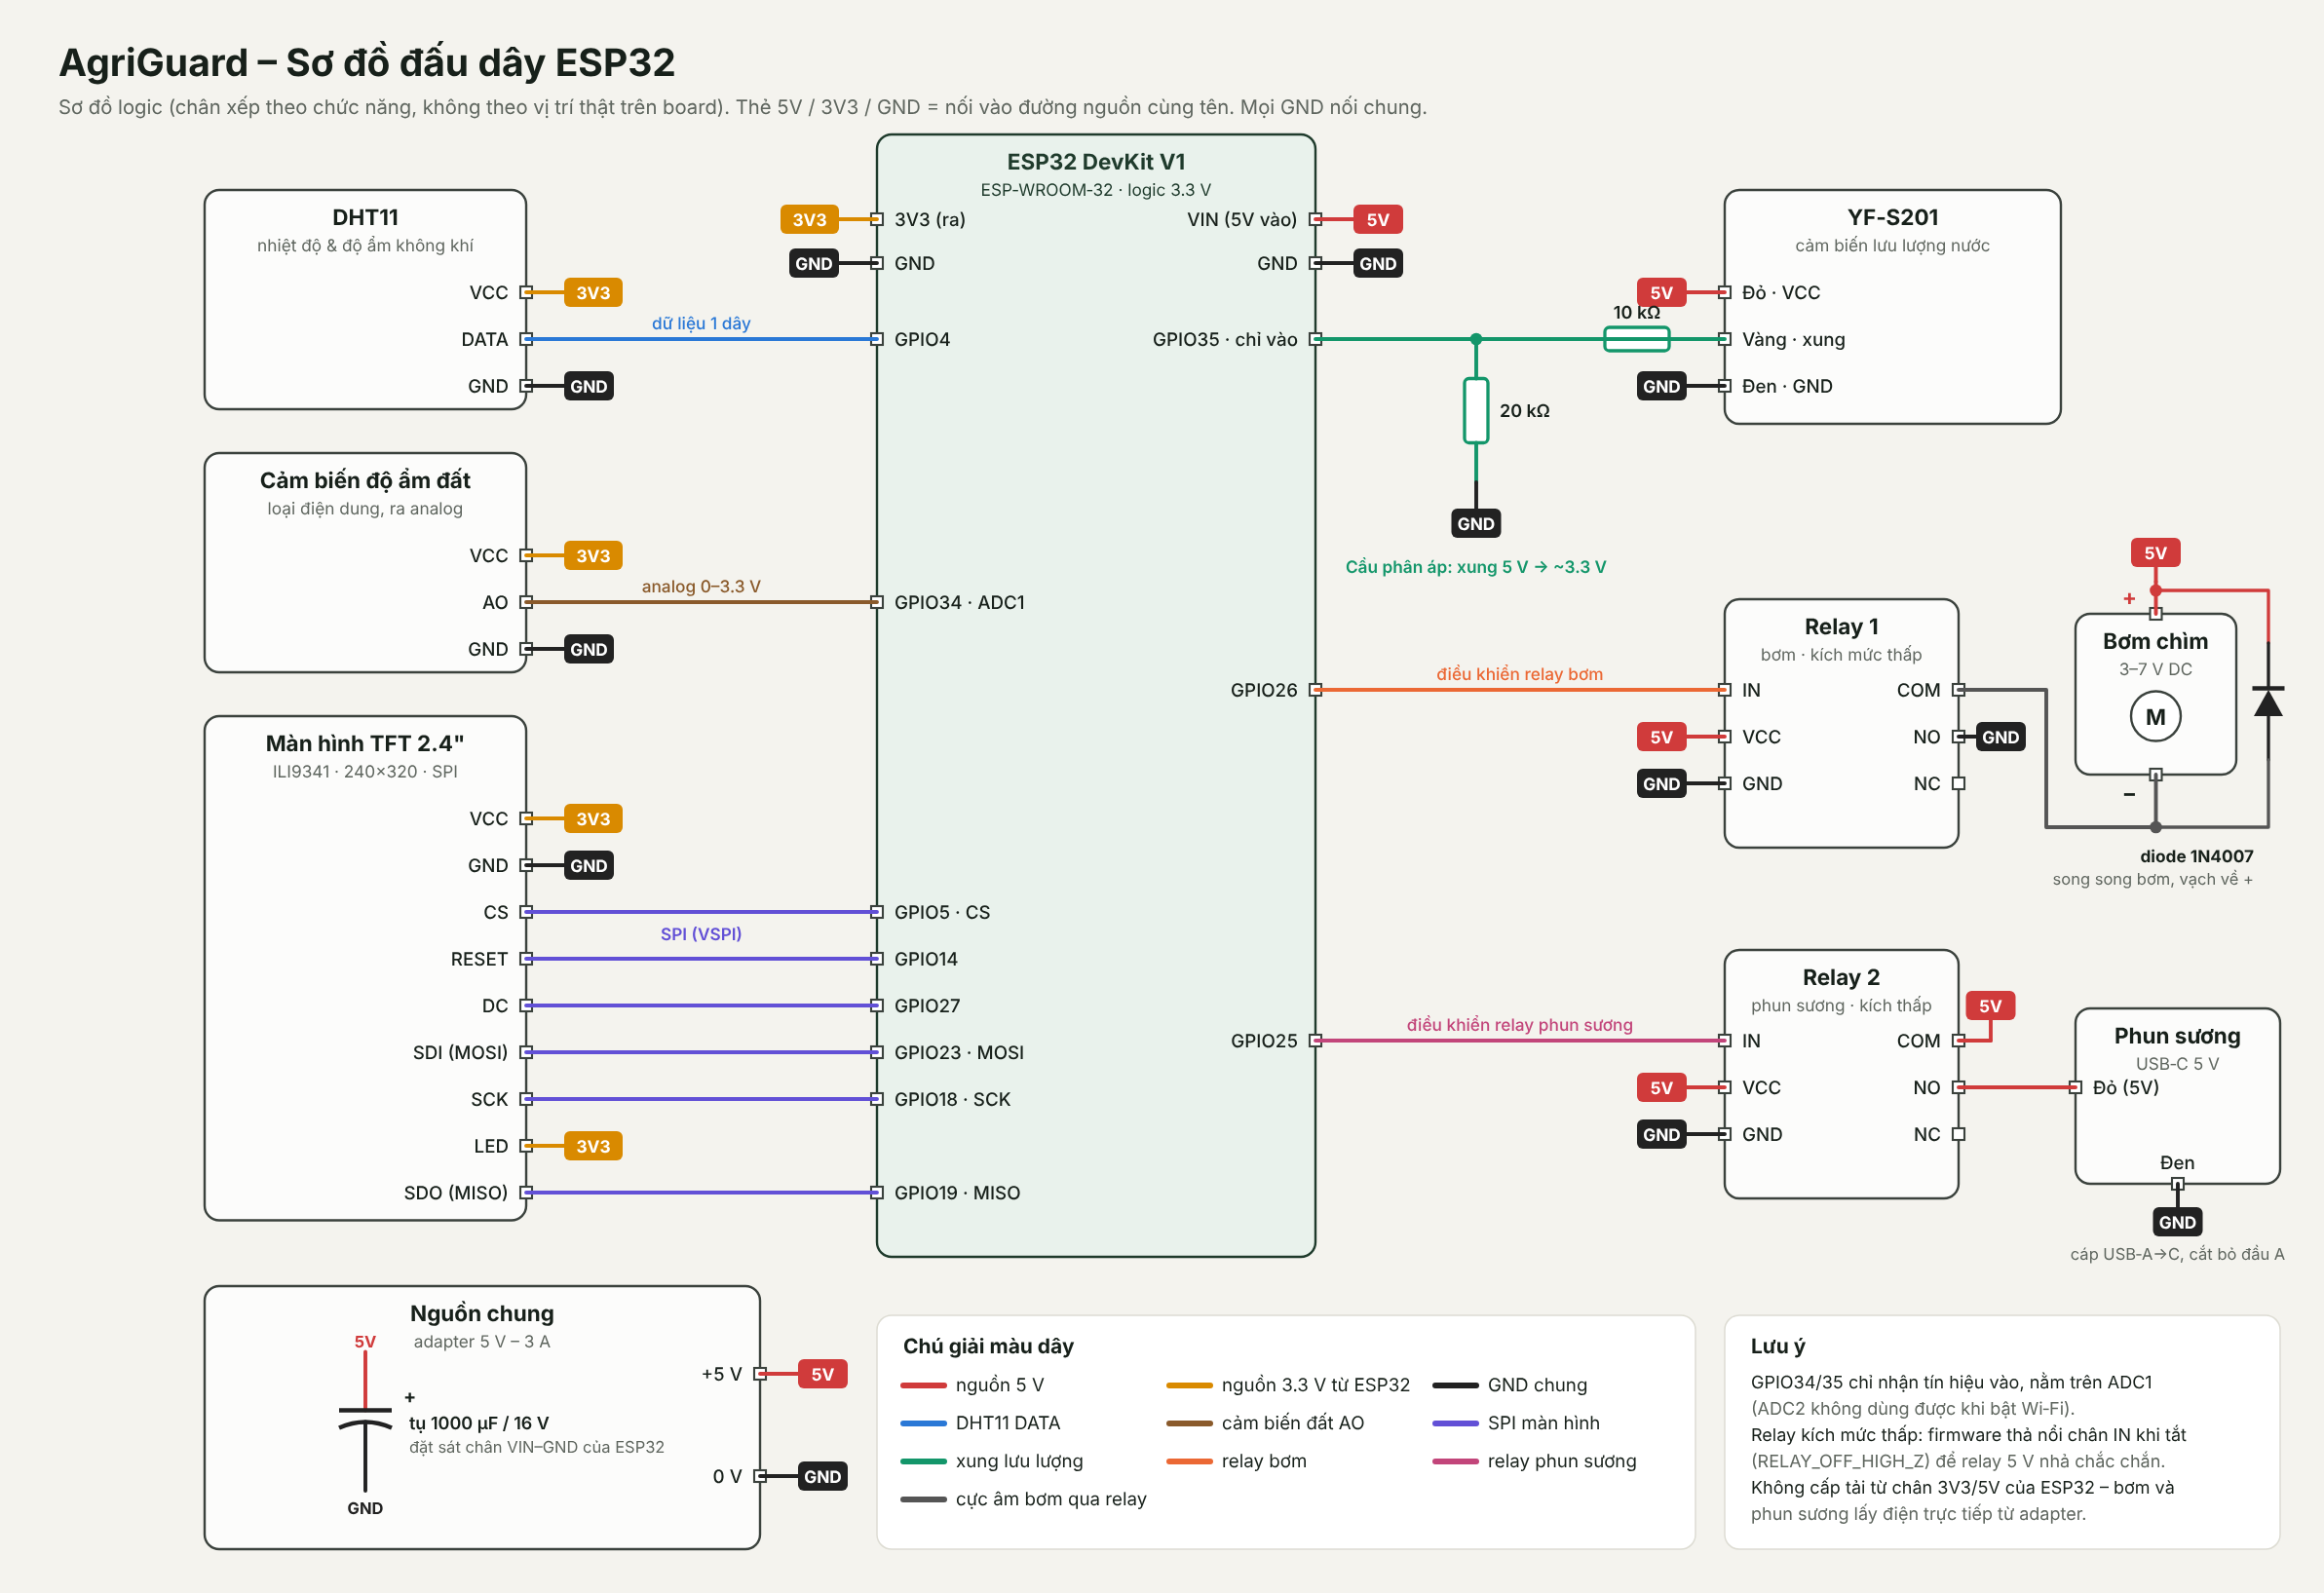 AgriGuard – Sơ đồ đấu dây ESP32
Sơ đồ logic (chân xếp theo chức năng, không theo vị trí thật trên board). Thẻ 5V / 3V3 / GND = nối vào đường nguồn cùng tên. Mọi GND nối chung.
DHT11
nhiệt độ & độ ẩm không khí
VCC
3V3
DATA
dữ liệu 1 dây
GND
GND
Cảm biến độ ẩm đất
loại điện dung, ra analog
VCC
3V3
AO
analog 0–3.3 V
GND
GND
Màn hình TFT 2.4"
ILI9341 · 240×320 · SPI
VCC
3V3
GND
GND
CS
SPI (VSPI)
RESET
DC
SDI (MOSI)
SCK
LED
3V3
SDO (MISO)
ESP32 DevKit V1
ESP-WROOM-32 · logic 3.3 V
3V3
3V3 (ra)
VIN (5V vào)
5V
GND
GND
GND
GND
GPIO4
GPIO35 · chỉ vào
GPIO34 · ADC1
GPIO26
GPIO5 · CS
GPIO14
GPIO27
GPIO23 · MOSI
GPIO25
GPIO18 · SCK
GPIO19 · MISO
YF-S201
cảm biến lưu lượng nước
5V
Đỏ · VCC
10 kΩ
Vàng · xung
GND
Đen · GND
20 kΩ
GND
Cầu phân áp: xung 5 V → ~3.3 V
điều khiển relay bơm
Relay 1
bơm · kích mức thấp
IN
COM
5V
VCC
NO
GND
GND
GND
NC
5V
+
Bơm chìm
3–7 V DC
M
–
diode 1N4007
song song bơm, vạch về +
điều khiển relay phun sương
Relay 2
phun sương · kích thấp
5V
IN
COM
5V
VCC
NO
GND
GND
NC
Phun sương
USB-C 5 V
Đỏ (5V)
Đen
GND
cáp USB-A→C, cắt bỏ đầu A
Nguồn chung
adapter 5 V – 3 A
5V
+
tụ 1000 µF / 16 V
đặt sát chân VIN–GND của ESP32
GND
+5 V
5V
0 V
GND
Chú giải màu dây
nguồn 5 V
nguồn 3.3 V từ ESP32
GND chung
DHT11 DATA
cảm biến đất AO
SPI màn hình
xung lưu lượng
relay bơm
relay phun sương
cực âm bơm qua relay
Lưu ý
GPIO34/35 chỉ nhận tín hiệu vào, nằm trên ADC1
(ADC2 không dùng được khi bật Wi-Fi).
Relay kích mức thấp: firmware thả nổi chân IN khi tắt
(RELAY_OFF_HIGH_Z) để relay 5 V nhả chắc chắn.
Không cấp tải từ chân 3V3/5V của ESP32 – bơm và
phun sương lấy điện trực tiếp từ adapter.